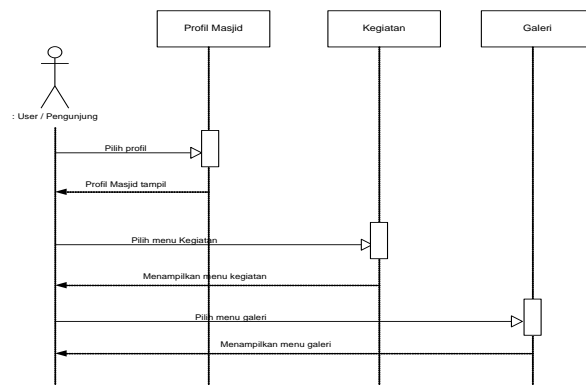 Profil Masjid
Kegiatan
Galeri
: User / Pengunjung
Pilih profil
Profil Masjid tampil
Pilih menu Kegiatan
Menampilkan menu kegiatan
Pilih menu galeri
Menampilkan menu galeri